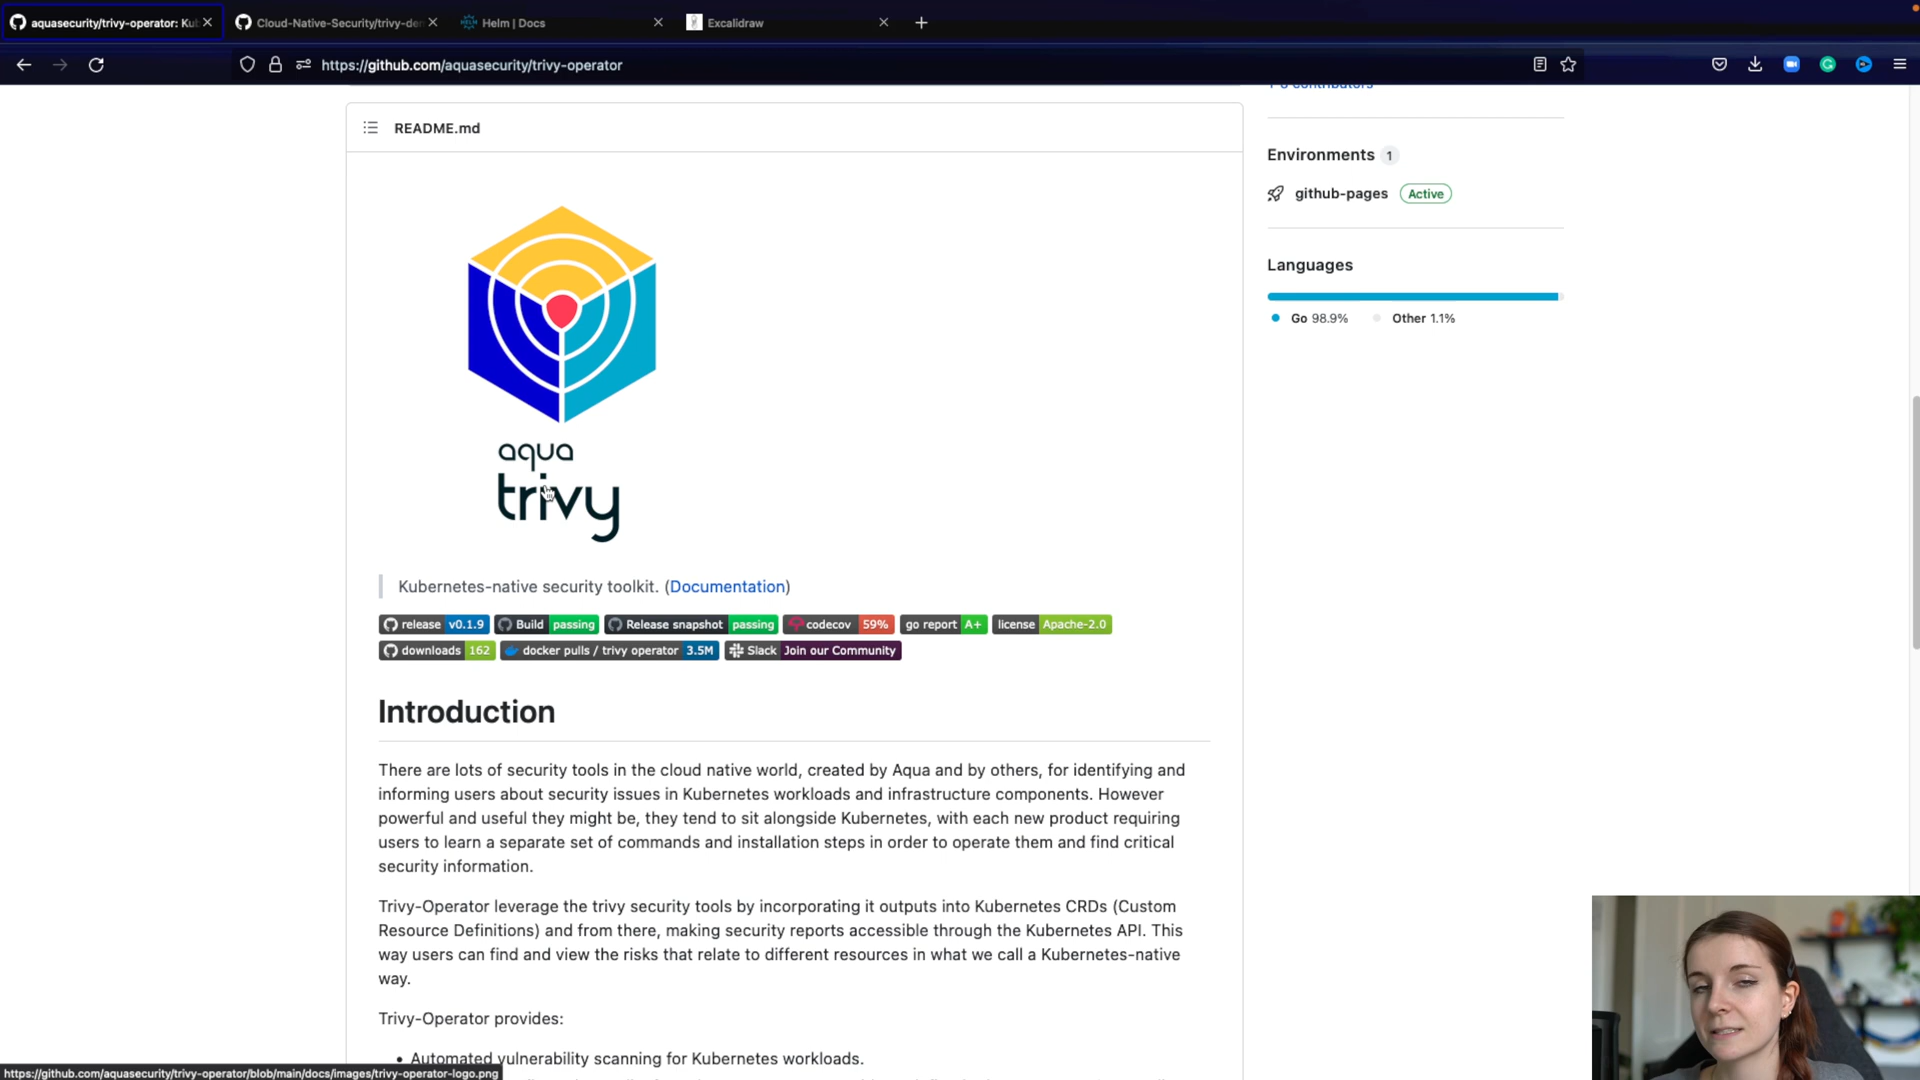 aquasecurity/trivy-operator: Ku
Cloud-Native-Security/trivy-de
Helm | Docs
Excalidraw
https://github.com/aquasecurity/trivy-operator
contributors
README.md
Environments 1
github-pages Active
Languages
Go 98.9% Other 1.1%
aqua
trivy
Kubernetes-native security toolkit. (Documentation)
release v0.1.9 Build passing Release snapshot passing codecov 59% go report A+ license Apache-2.0
downloads 162 docker pulls / trivy operator 3.5M Slack Join our Community
Introduction
There are lots of security tools in the cloud native world, created by Aqua and by others, for identifying and
informing users about security issues in Kubernetes workloads and infrastructure components. However
powerful and useful they might be, they tend to sit alongside Kubernetes, with each new product requiring
users to learn a separate set of commands and installation steps in order to operate them and find critical
security information.
Trivy-Operator leverage the trivy security tools by incorporating it outputs into Kubernetes CRDs (Custom
Resource Definitions) and from there, making security reports accessible through the Kubernetes API. This
way users can find and view the risks that relate to different resources in what we call a Kubernetes-native
way.
Trivy-Operator provides:
• Automated vulnerability scanning for Kubernetes workloads.
https://github.com/aquasecurity/trivy-operator/blob/main/docs/images/trivy-operator-logo.png